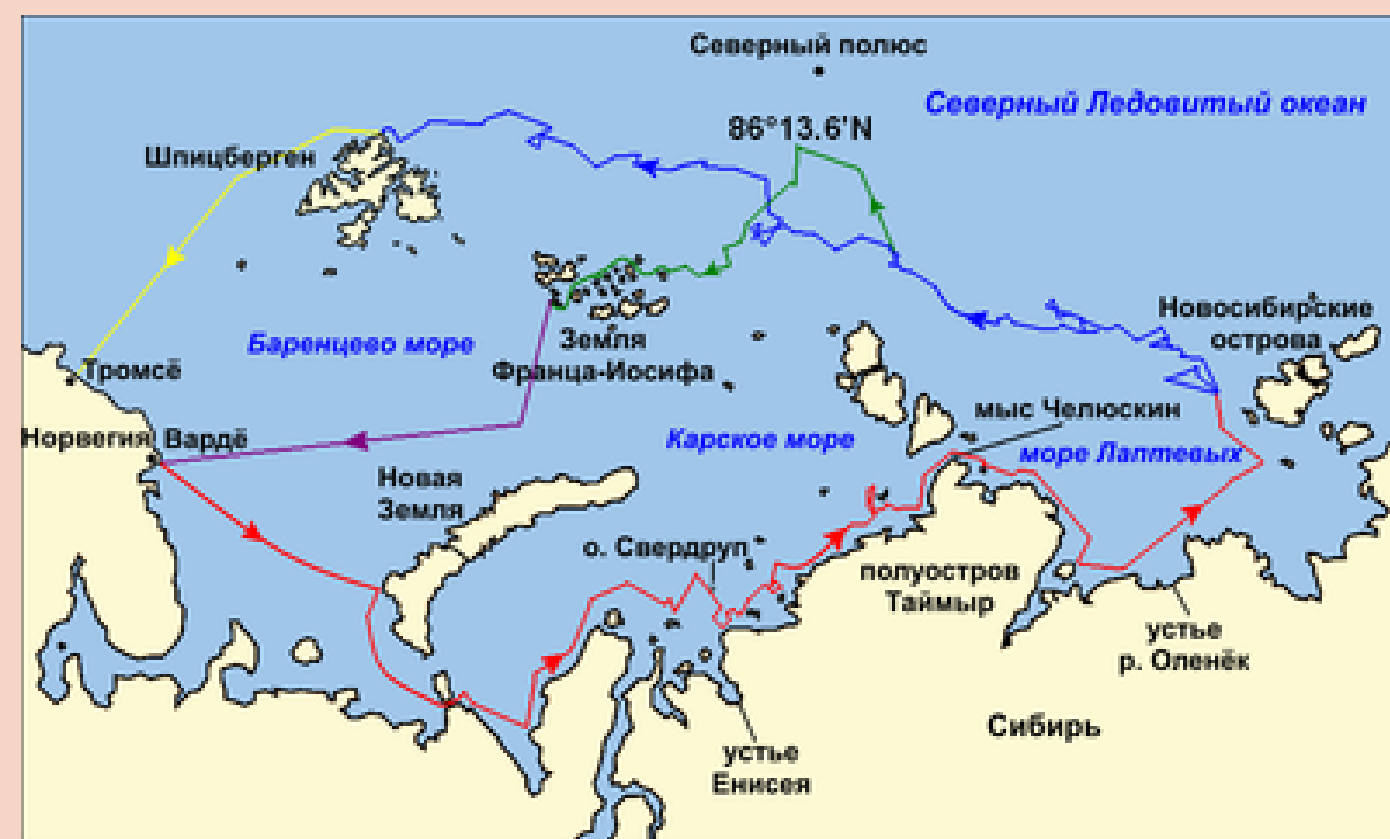 Северный полюс
Северный Ледовитый океан
86°13.6'N
Шпицберген
Новосибирские
острова
Баренцево море
Земля
Франца-Иосифа
Тромсё
мыс Челюскин
Норвегия
Вардё
Карское море
море Лаптевых
Новая
Земля
о. Свердруп
полуостров
Таймыр
устье
р. Оленёк
Сибирь
устье
Енисея